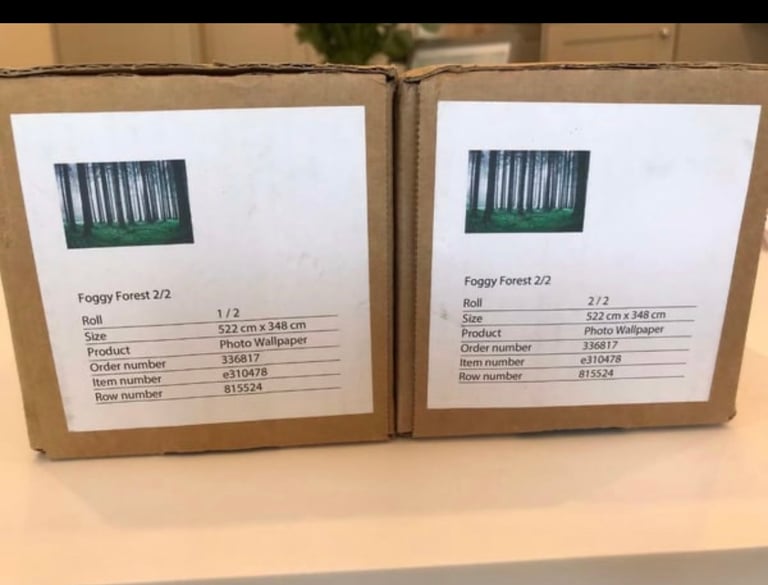 Foggy Forest 2/2
Roll 1 / 2
Size 522 cm x 348 cm
Product Photo Wallpaper
Order number 336817
Item number e310478
Row number 815524
Foggy Forest 2/2
Roll 2 / 2
Size 522 cm x 348 cm
Product Photo Wallpaper
Order number 336817
Item number e310478
Row number 815524